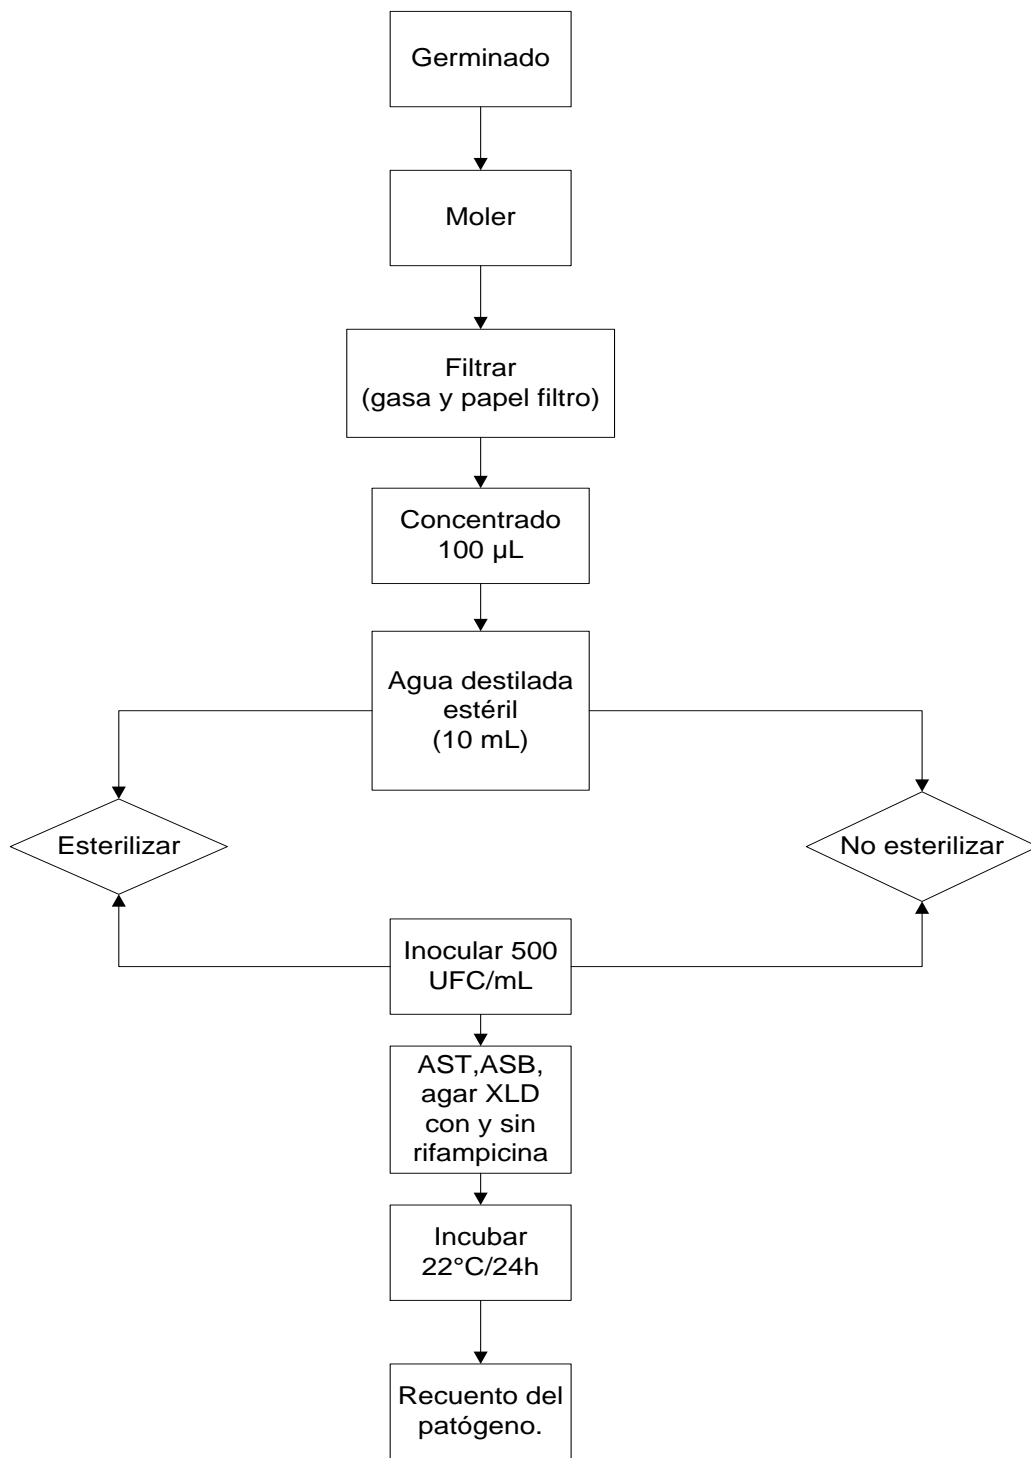 Germinado
Moler
Filtrar
(gasa y papel filtro)
Concentrado
100 µL
Agua destilada
estéril
(10 mL)
Esterilizar
No esterilizar
Inocular 500
UFC/mL
AST,ASB,
agar XLD
con y sin
rifampicina
Incubar
22°C/24h
Recuento del
patógeno.